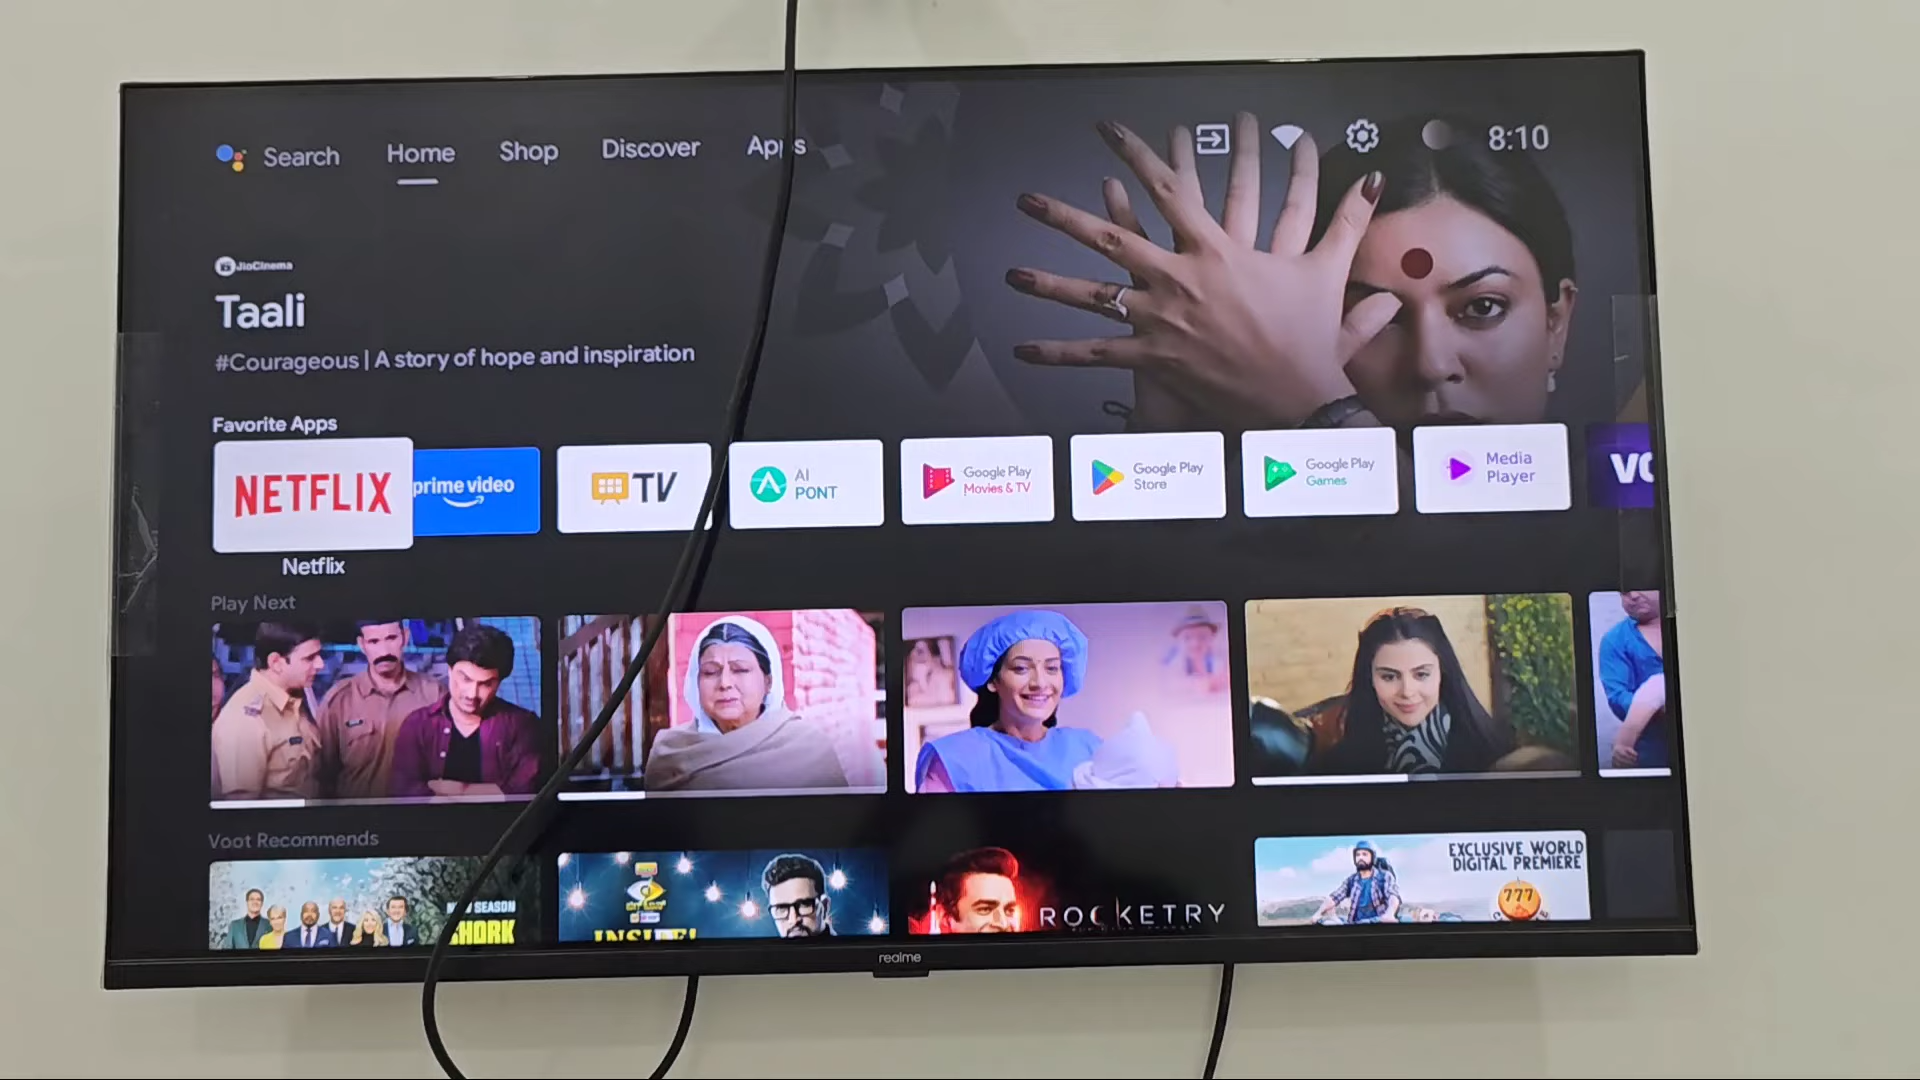 Search Home Shop Discover Apps 8:10
JioCinema
Taali
#Courageous | A story of hope and inspiration
Favorite Apps
NETFLIX
prime video
TV
AI
PONT
Google Play
Movies & TV
Google Play
Store
Google Play
Games
Media
Player
Netflix
Play Next
Voot Recommends
SEASON
ROCKETRY
EXCLUSIVE WORLD
DIGITAL PREMIERE
777
realme